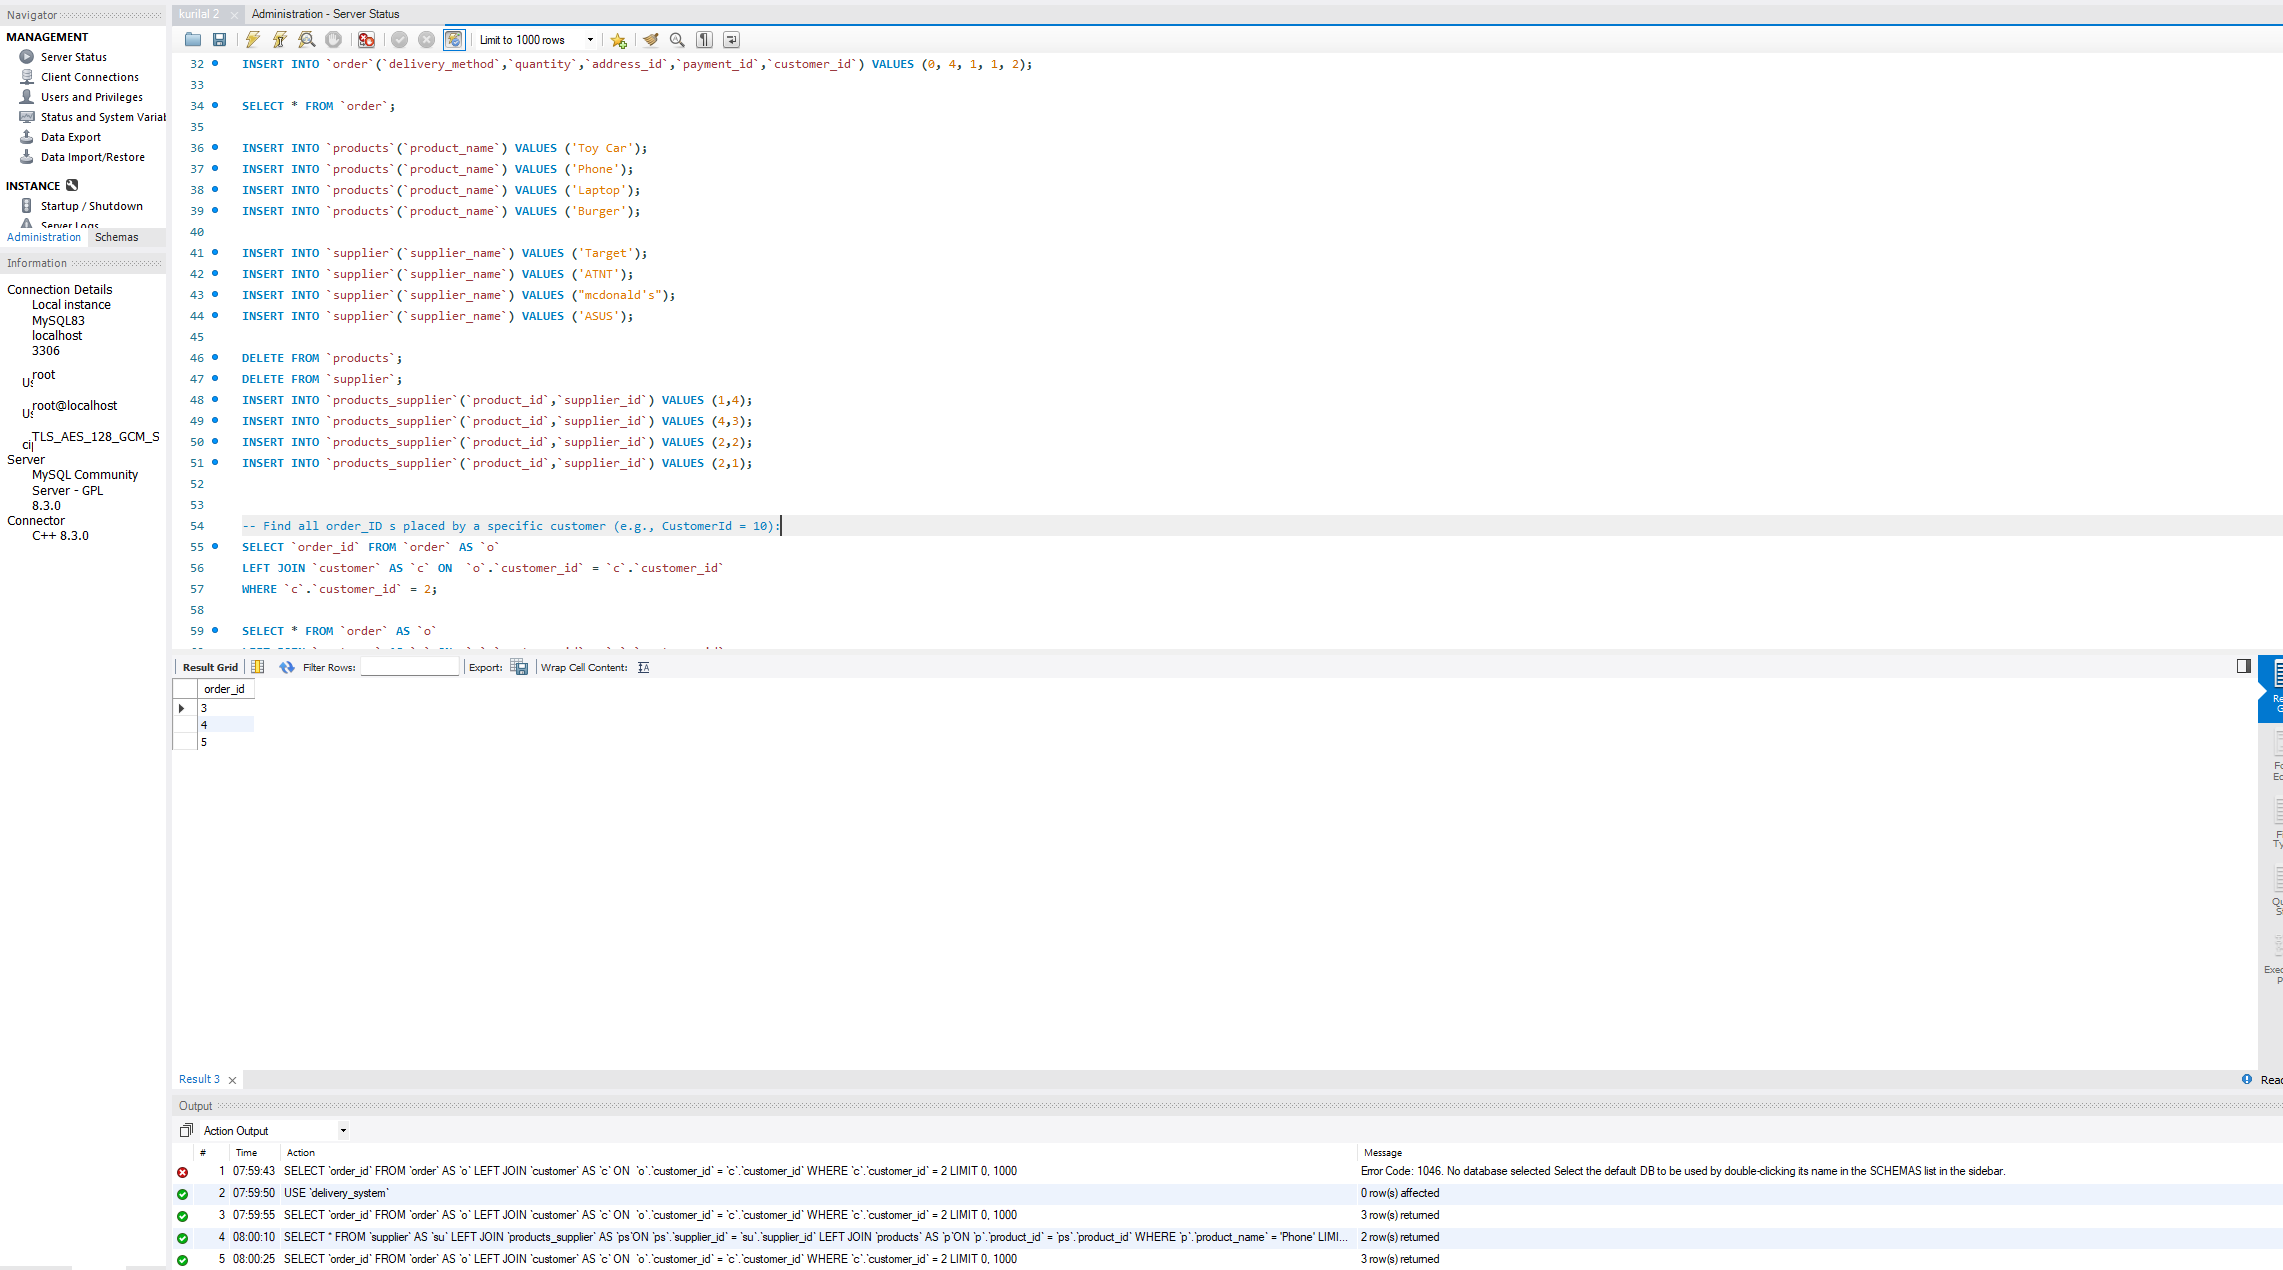 Navigator
MANAGEMENT
Server Status
Client Connections
Users and Privileges
Status and System Variab
Data Export
Data Import/Restore
INSTANCE
Startup / Shutdown
Server Logs
Administration Schemas
Information
Connection Details
Local instance
MySQL83
localhost
3306
root
root@localhost
TLS_AES_128_GCM_S
Server
MySQL Community
Server - GPL
8.3.0
Connector
C++ 8.3.0
kurilal 2 Administration - Server Status
Limit to 1000 rows
32 INSERT INTO `order`(`delivery_method`,`quantity`,`address_id`,`payment_id`,`customer_id`) VALUES (0, 4, 1, 1, 2);
33
34 SELECT * FROM `order`;
35
36 INSERT INTO `products`(`product_name`) VALUES ('Toy Car');
37 INSERT INTO `products`(`product_name`) VALUES ('Phone');
38 INSERT INTO `products`(`product_name`) VALUES ('Laptop');
39 INSERT INTO `products`(`product_name`) VALUES ('Burger');
40
41 INSERT INTO `supplier`(`supplier_name`) VALUES ('Target');
42 INSERT INTO `supplier`(`supplier_name`) VALUES ('ATNT');
43 INSERT INTO `supplier`(`supplier_name`) VALUES ("mcdonald's");
44 INSERT INTO `supplier`(`supplier_name`) VALUES ('ASUS');
45
46 DELETE FROM `products`;
47 DELETE FROM `supplier`;
48 INSERT INTO `products_supplier`(`product_id`,`supplier_id`) VALUES (1,4);
49 INSERT INTO `products_supplier`(`product_id`,`supplier_id`) VALUES (4,3);
50 INSERT INTO `products_supplier`(`product_id`,`supplier_id`) VALUES (2,2);
51 INSERT INTO `products_supplier`(`product_id`,`supplier_id`) VALUES (2,1);
52
53
54 -- Find all order_ID s placed by a specific customer (e.g., CustomerId = 10):
55 SELECT `order_id` FROM `order` AS `o`
56 LEFT JOIN `customer` AS `c` ON  `o`.`customer_id` = `c`.`customer_id`
57 WHERE `c`.`customer_id` = 2;
58
59 SELECT * FROM `order` AS `o`
Result Grid Filter Rows: Export: Wrap Cell Content:
order_id
3
4
5
Result 3
Output
Action Output
# Time Action Message
1 07:59:43 SELECT `order_id` FROM `order` AS `o` LEFT JOIN `customer` AS `c` ON  `o`.`customer_id` = `c`.`customer_id` WHERE `c`.`customer_id` = 2 LIMIT 0, 1000 Error Code: 1046. No database selected Select the default DB to be used by double-clicking its name in the SCHEMAS list in the sidebar.
2 07:59:50 USE `delivery_system` 0 row(s) affected
3 07:59:55 SELECT `order_id` FROM `order` AS `o` LEFT JOIN `customer` AS `c` ON  `o`.`customer_id` = `c`.`customer_id` WHERE `c`.`customer_id` = 2 LIMIT 0, 1000 3 row(s) returned
4 08:00:10 SELECT * FROM `supplier` AS `su` LEFT JOIN `products_supplier` AS `ps`ON `ps`.`supplier_id` = `su`.`supplier_id` LEFT JOIN `products` AS `p`ON `p`.`product_id` = `ps`.`product_id` WHERE `p`.`product_name` = 'Phone' LIMI... 2 row(s) returned
5 08:00:25 SELECT `order_id` FROM `order` AS `o` LEFT JOIN `customer` AS `c` ON  `o`.`customer_id` = `c`.`customer_id` WHERE `c`.`customer_id` = 2 LIMIT 0, 1000 3 row(s) returned